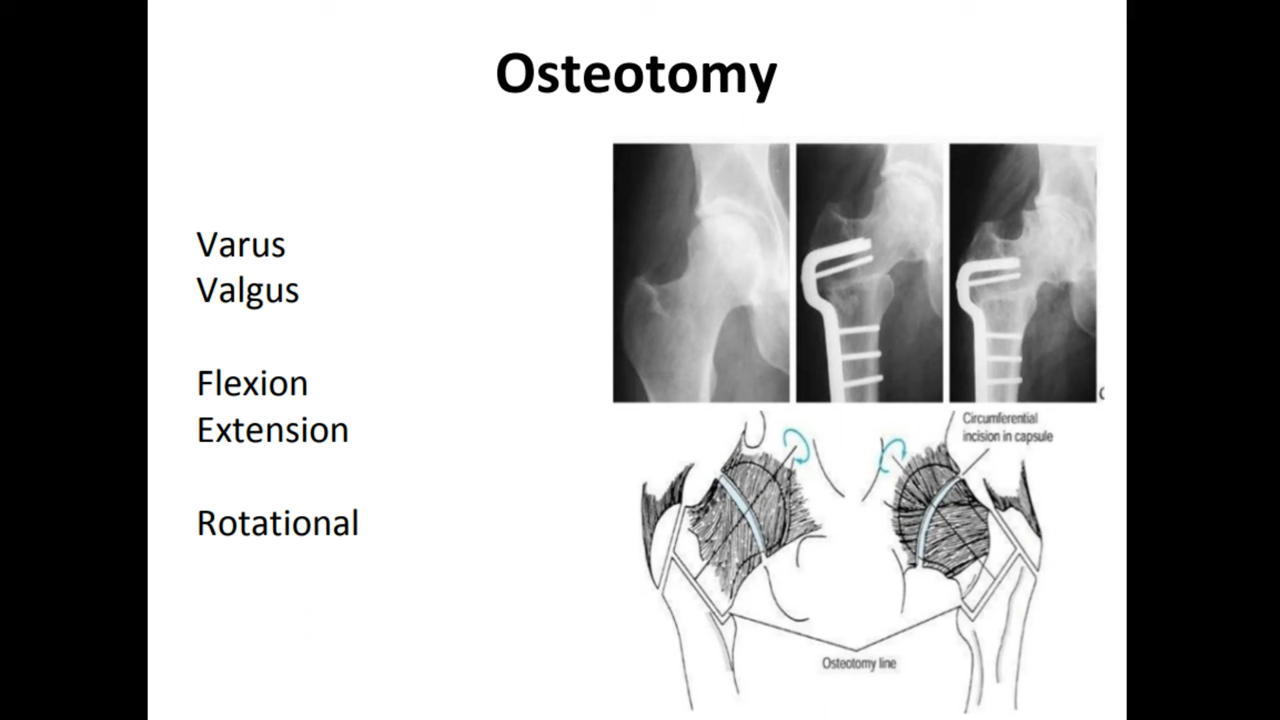 Osteotomy
Varus
Valgus
Flexion
Extension
Rotational
Circumferential
incision in capsule
Osteotomy line